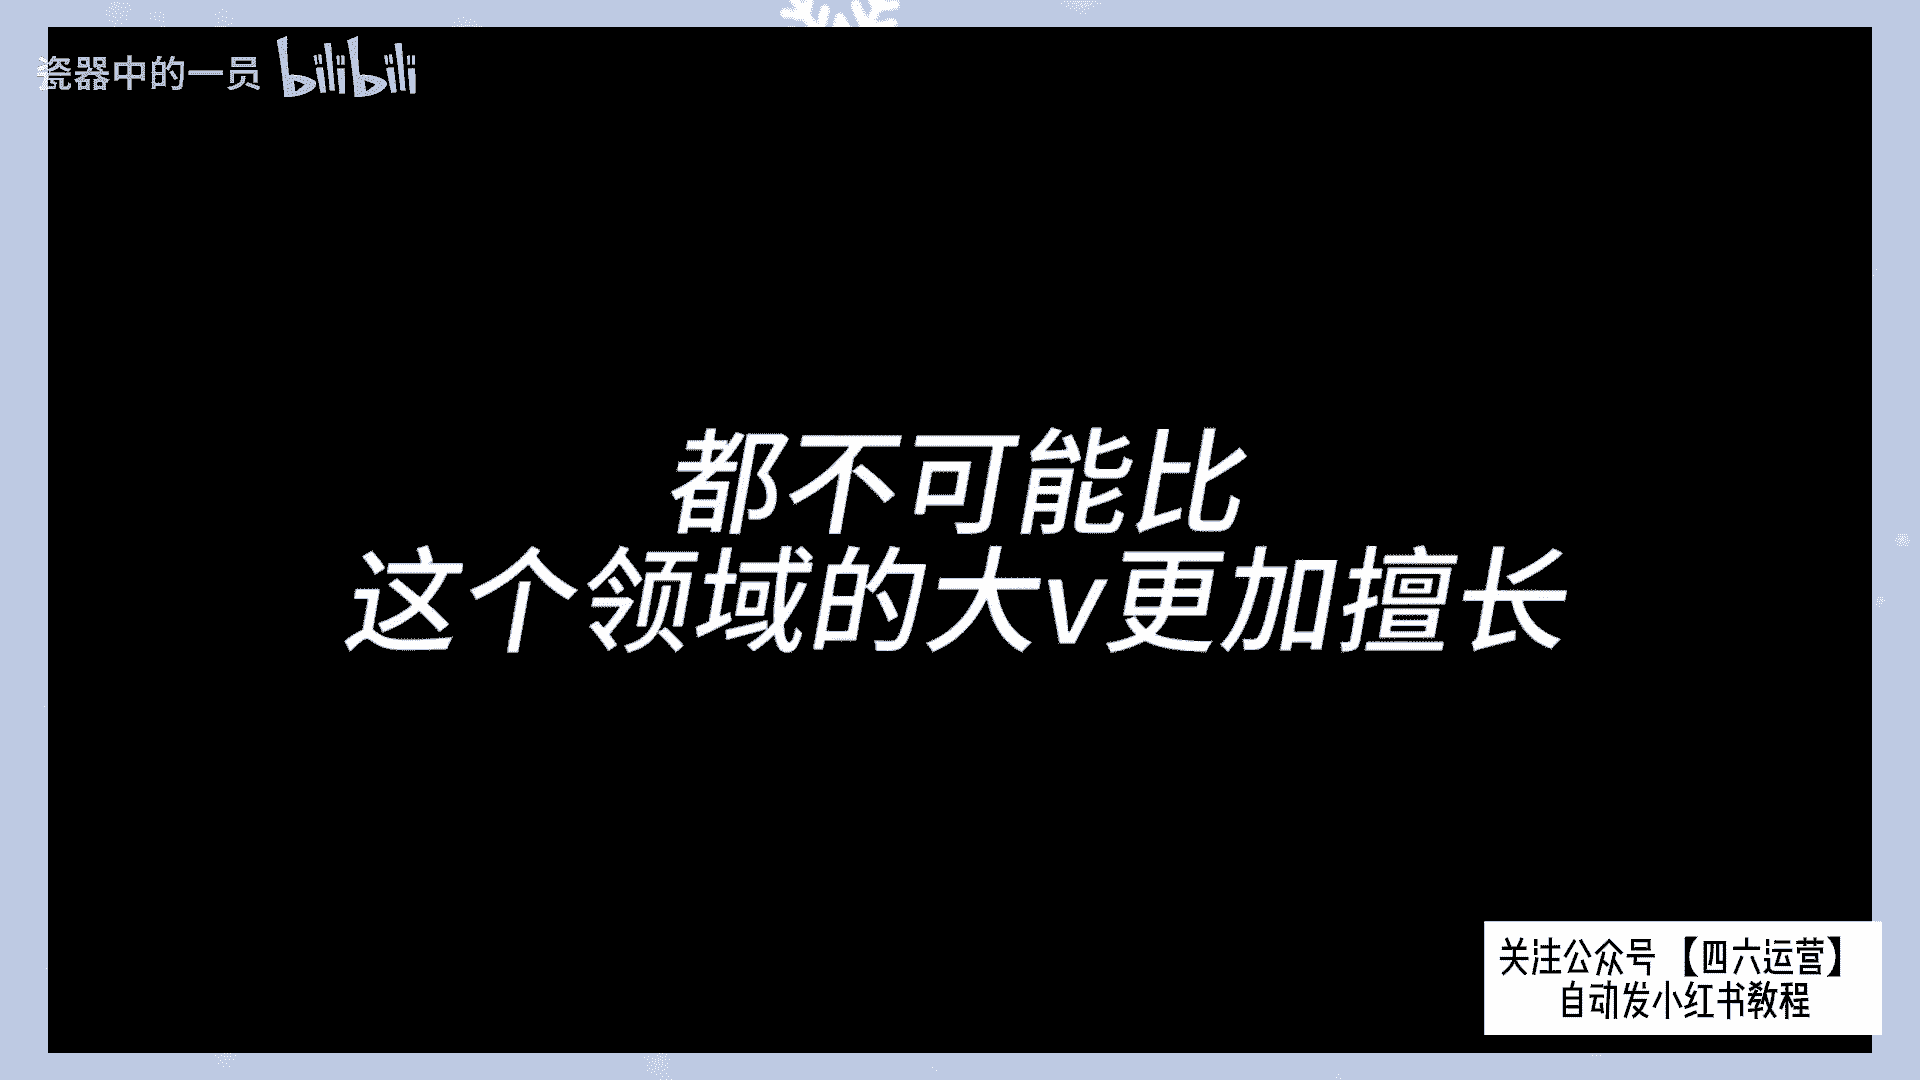 瓷器中的一员 bilibili
都不可能比
这个领域的大v更加擅长
关注公众号【四六运营】
自动发小红书教程